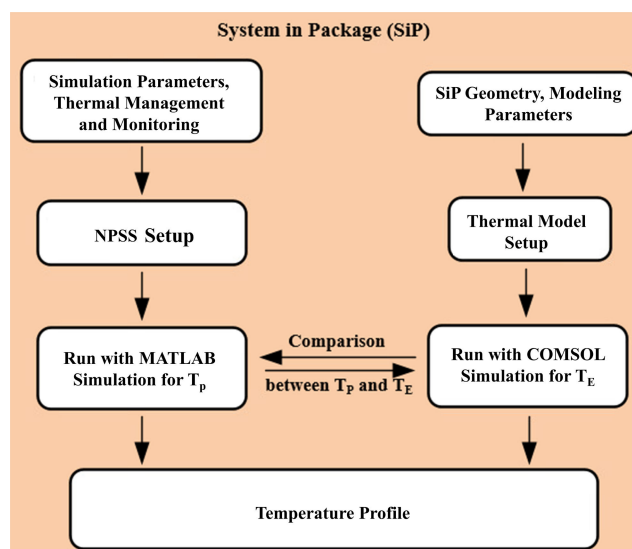 System in Package (SiP)
Simulation Parameters,
Thermal Management
and Monitoring
SiP Geometry, Modeling
Parameters
NPSS Setup
Thermal Model
Setup
Run with MATLAB
Simulation for Tp
Comparison
between TP and TE
Run with COMSOL
Simulation for TE
Temperature Profile